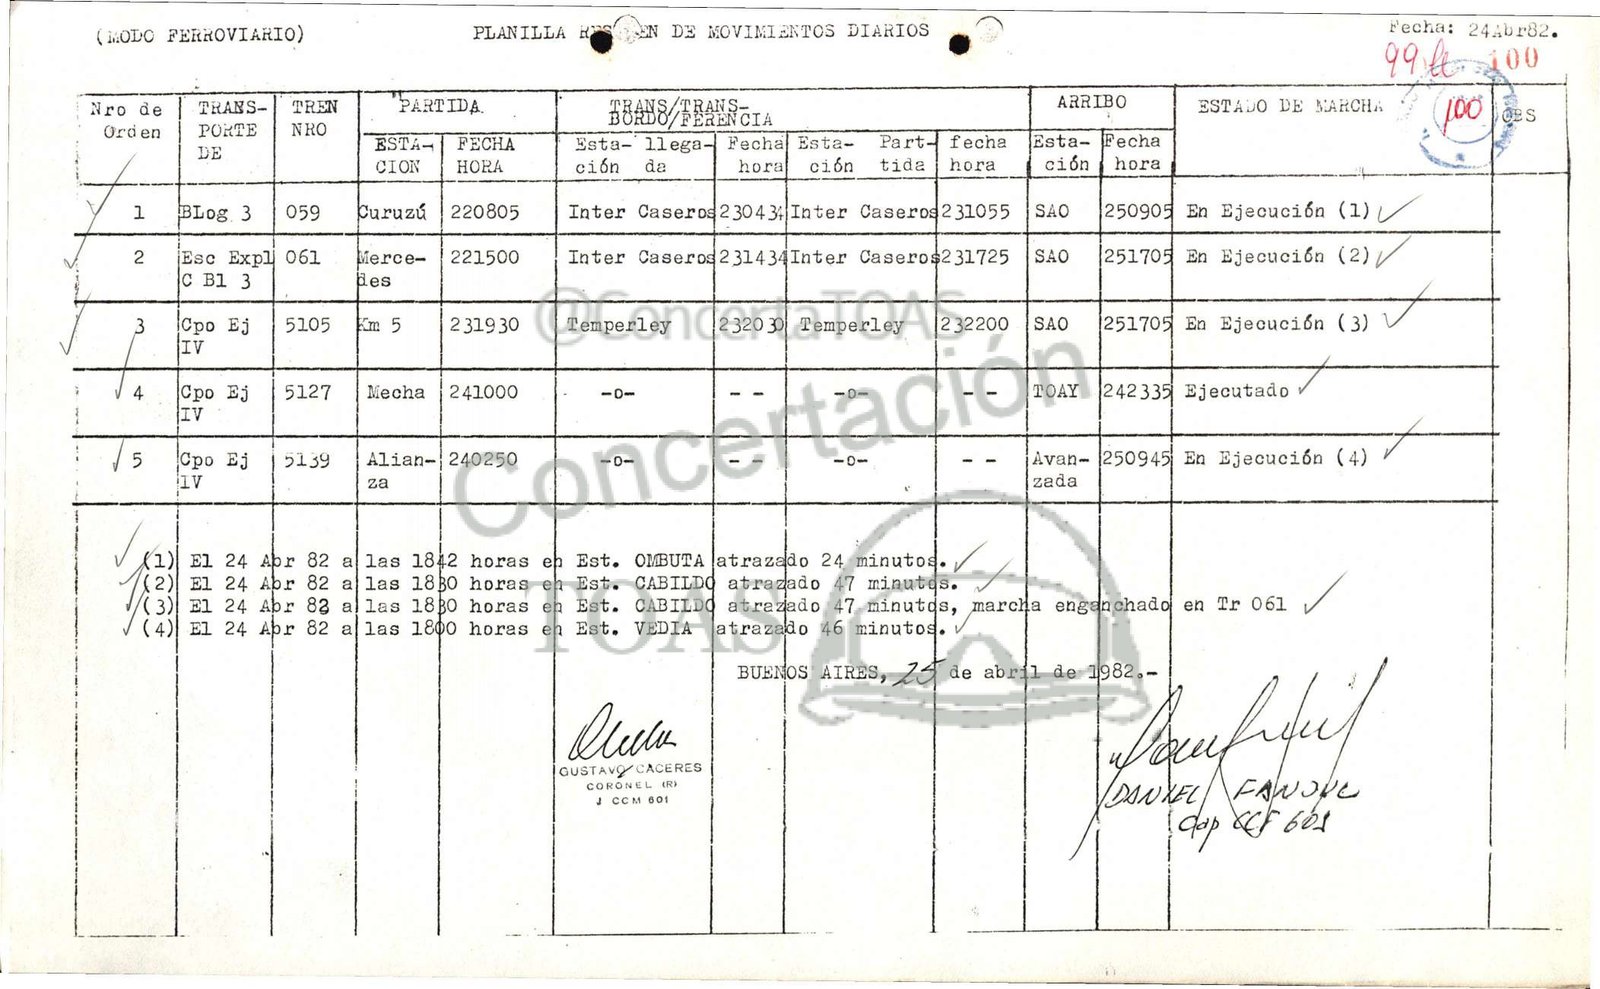 (MODO FERROVIARIO) PLANILLA RES EN DE MOVIMIENTOS DIARIOS Fecha: 24Abr82.
99 100
Nro de Orden TRANS-PORTE DE TREN NRO PARTIDA TRANS/TRANS-BORDO/FERENCIA ARRIBO ESTADO DE MARCHA 100 OBS
ESTA-CION FECHA HORA Esta-ción llega-da Fecha hora Esta-ción Part-tida fecha hora Esta-ción Fecha hora
1 BLog 3 059 Curuzú 220805 Inter Caseros 230434 Inter Caseros 231055 SAO 250905 En Ejecución (1)
2 Esc Expl 061 Merce- 221500 Inter Caseros 231434 Inter Caseros 231725 SAO 251705 En Ejecución (2)
C Bl 3 des
3 Cpo Ej 5105 Km 5 231930 Temperley 232030 Temperley 232200 SAO 251705 En Ejecución (3)
IV
4 Cpo Ej 5127 Mecha 241000 -o- - - -o- - - TOAY 242335 Ejecutado
IV
5 Cpo Ej 5139 Alian- 240250 -o- - - -o- - - Avan- 250945 En Ejecución (4)
IV za zada
@ConcertaTOAS
Concertación
TOAS
(1) El 24 Abr 82 a las 1842 horas en Est. OMBUTA atrazado 24 minutos.
(2) El 24 Abr 82 a las 1830 horas en Est. CABILDO atrazado 47 minutos.
(3) El 24 Abr 82 a las 1830 horas en Est. CABILDO atrazado 47 minutos, marcha enganchado en Tr 061
(4) El 24 Abr 82 a las 1800 horas en Est. VEDIA atrazado 46 minutos.
BUENOS AIRES, 25 de abril de 1982.-
GUSTAVO CACERES
CORONEL (R)
J CCM 601
DANIEL FANJUL
Cap CCF 601